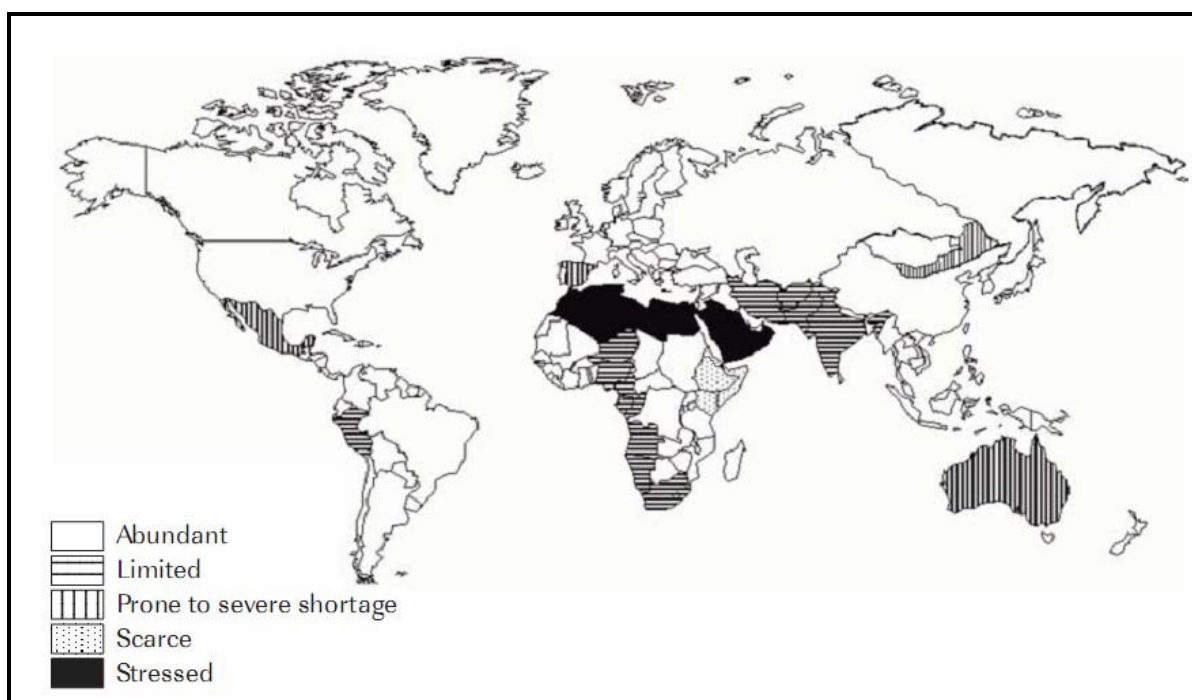 Abundant
Limited
Prone to severe shortage
Scarce
Stressed